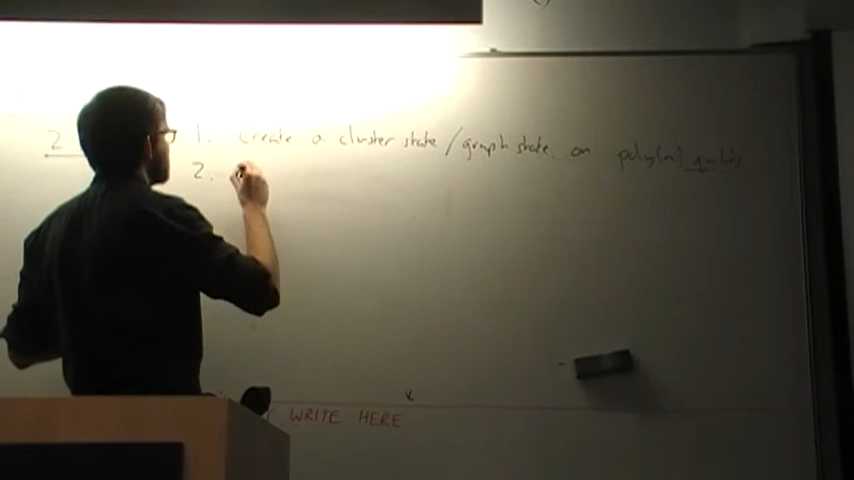 2 1. Create a cluster state / graph state on poly(n) qubits
2.
WRITE HERE